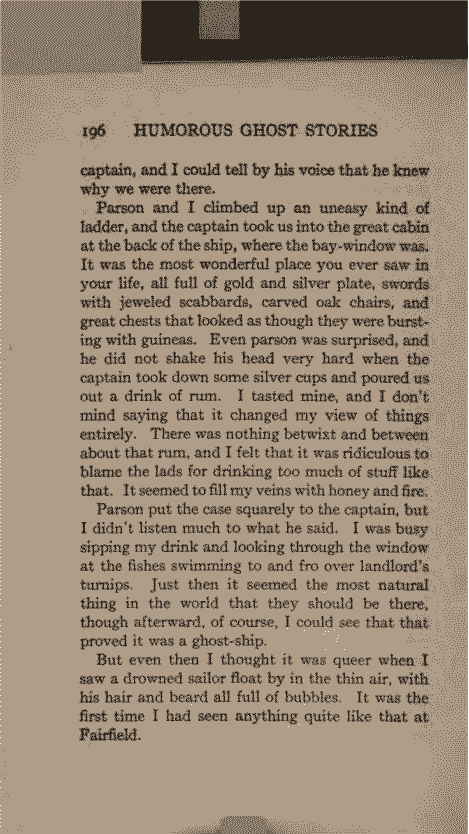 196 HUMOROUS GHOST STORIES
captain, and I could tell by his voice that he knew
why we were there.
Parson and I climbed up an uneasy kind of
ladder, and the captain took us into the great cabin
at the back of the ship, where the bay-window was.
It was the most wonderful place you ever saw in
your life, all full of gold and silver plate, swords
with jeweled scabbards, carved oak chairs, and
great chests that looked as though they were burst-
ing with guineas. Even parson was surprised, and
he did not shake his head very hard when the
captain took down some silver cups and poured us
out a drink of rum. I tasted mine, and I don't
mind saying that it changed my view of things
entirely. There was nothing betwixt and between
about that rum, and I felt that it was ridiculous to
blame the lads for drinking too much of stuff like
that. It seemed to fill my veins with honey and fire.
Parson put the case squarely to the captain, but
I didn't listen much to what he said. I was busy
sipping my drink and looking through the window
at the fishes swimming to and fro over landlord's
turnips. Just then it seemed the most natural
thing in the world that they should be there,
though afterward, of course, I could see that that
proved it was a ghost-ship.
But even then I thought it was queer when I
saw a drowned sailor float by in the thin air, with
his hair and beard all full of bubbles. It was the
first time I had seen anything quite like that at
Fairfield.